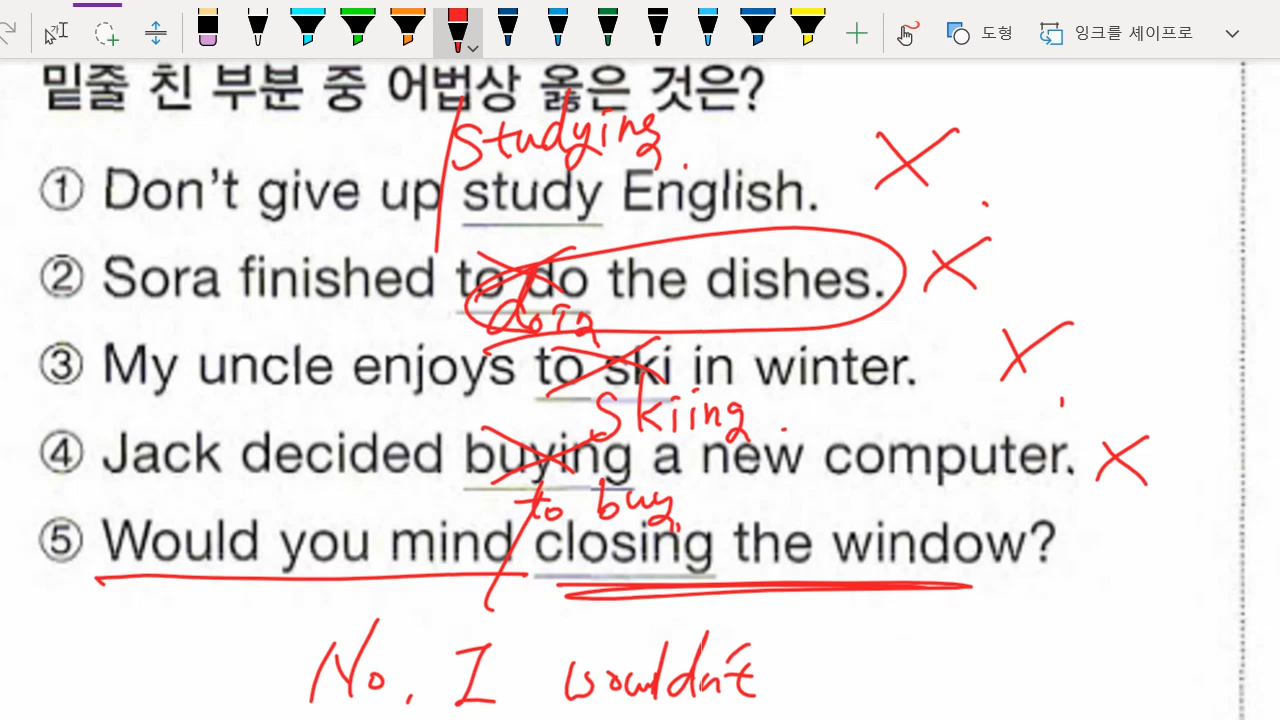 도형 잉크를 셰이프로
밑줄 친 부분 중 어법상 옳은 것은?
studying
① Don't give up study English.
② Sora finished to do the dishes.
doing
③ My uncle enjoys to ski in winter.
skiing
④ Jack decided buying a new computer.
to buy
⑤ Would you mind closing the window?
No, I wouldn't